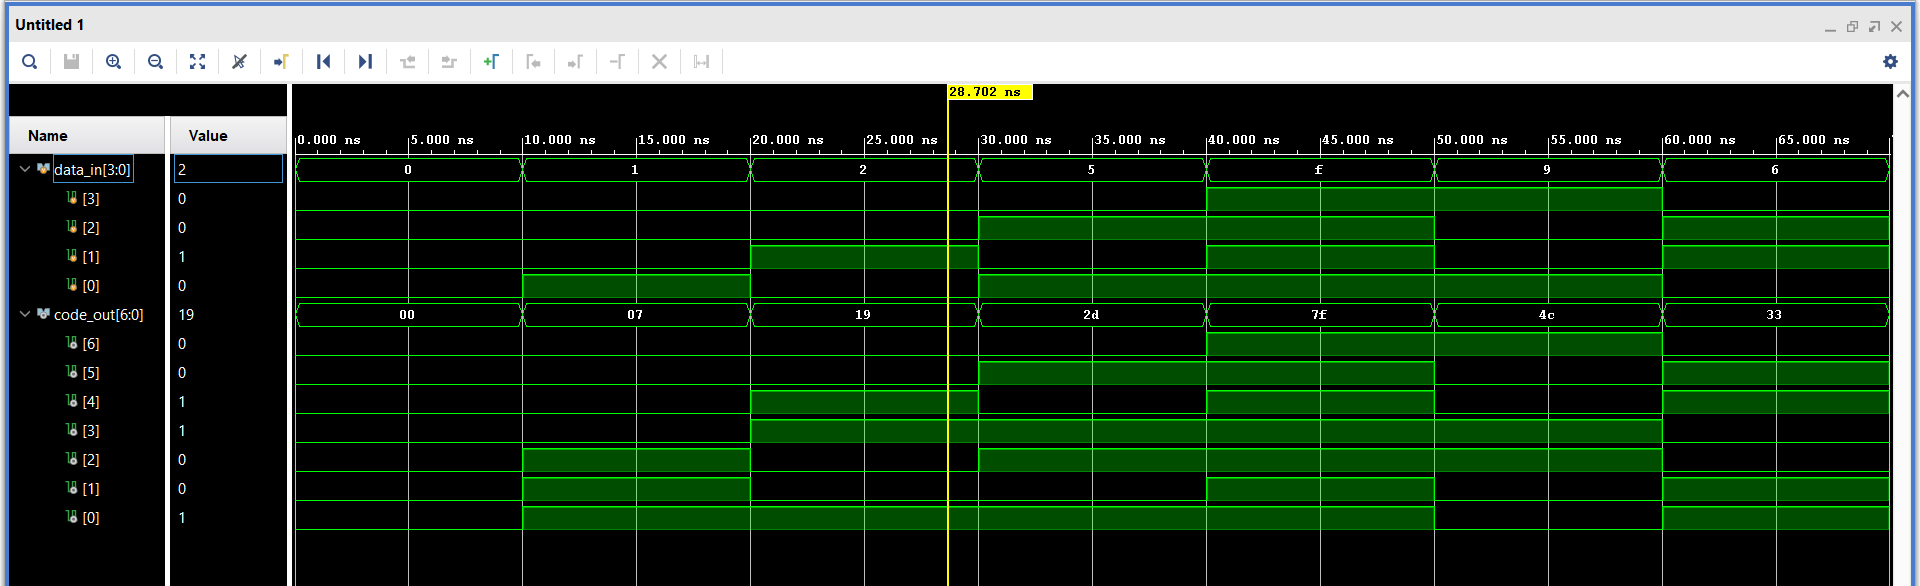 Untitled 1
28.702 ns
Name Value
0.000 ns 5.000 ns 10.000 ns 15.000 ns 20.000 ns 25.000 ns 30.000 ns 35.000 ns 40.000 ns 45.000 ns 50.000 ns 55.000 ns 60.000 ns 65.000 ns
data_in[3:0] 2 0 1 2 5 f 9 6
[3] 0
[2] 0
[1] 1
[0] 0
code_out[6:0] 19 00 07 19 2d 7f 4c 33
[6] 0
[5] 0
[4] 1
[3] 1
[2] 0
[1] 0
[0] 1